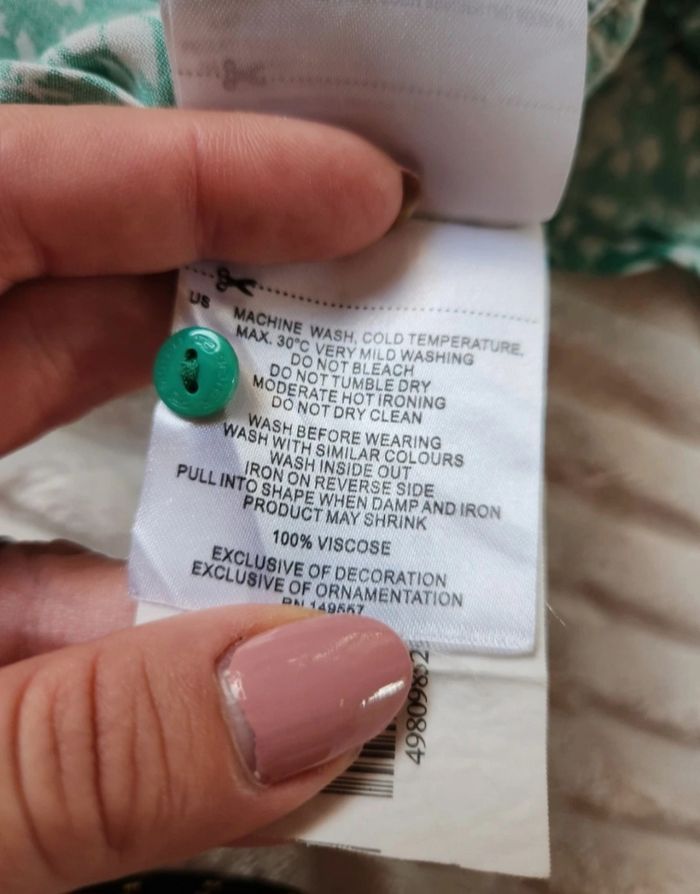 US
MACHINE WASH, COLD TEMPERATURE,
MAX. 30°C VERY MILD WASHING
DO NOT BLEACH
DO NOT TUMBLE DRY
MODERATE HOT IRONING
DO NOT DRY CLEAN
WASH BEFORE WEARING
WASH WITH SIMILAR COLOURS
WASH INSIDE OUT
IRON ON REVERSE SIDE
PULL INTO SHAPE WHEN DAMP AND IRON
PRODUCT MAY SHRINK
100% VISCOSE
EXCLUSIVE OF DECORATION
EXCLUSIVE OF ORNAMENTATION
RN 149557